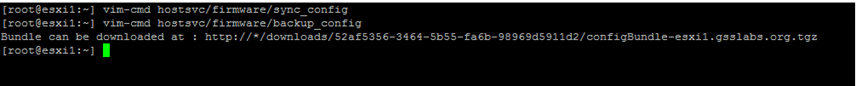 [root@esxi1:~] vim-cmd hostsvc/firmware/sync_config
[root@esxi1:~] vim-cmd hostsvc/firmware/backup_config
Bundle can be downloaded at : http://*/downloads/52af5356-3464-5b55-fa6b-98969d5911d2/configBundle-esxi1.gsslabs.org.tgz
[root@esxi1:~]